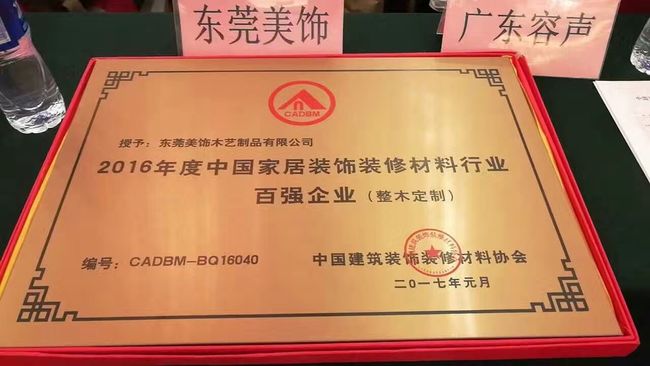 东莞美饰
广东容声
CADBM
授予：东莞美饰木艺制品有限公司
2016年度中国家居装饰装修材料行业
百强企业（整木定制）
编号：CADBM-BQ16040
中国建筑装饰装修材料协会
二〇一七年元月